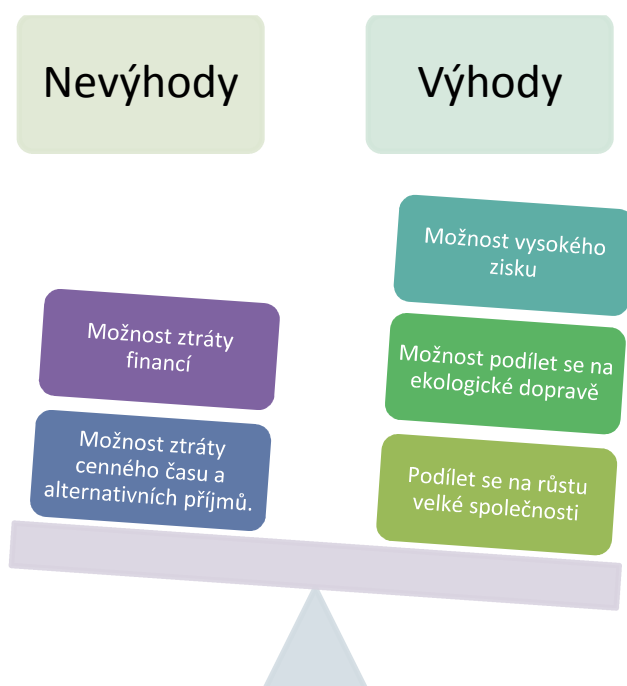 Nevýhody
Výhody
Možnost vysokého
zisku
Možnost ztráty
financí
Možnost podílet se na
ekologické dopravě
Možnost ztráty
cenného času a
alternativních příjmů.
Podílet se na růstu
velké společnosti